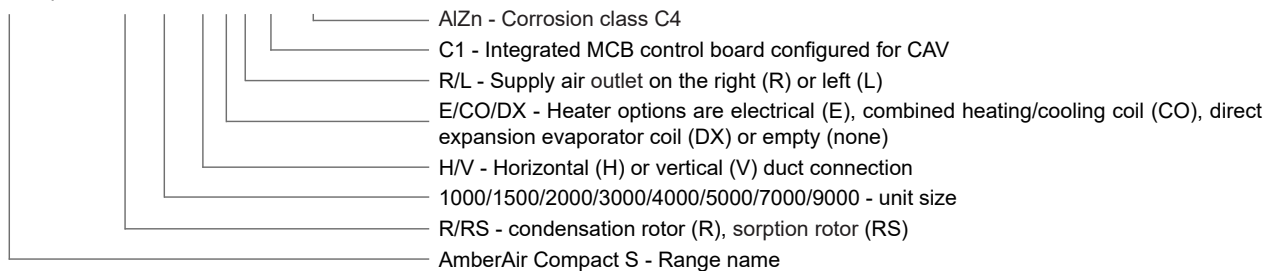 AlZn - Corrosion class C4
C1 - Integrated MCB control board configured for CAV
R/L - Supply air outlet on the right (R) or left (L)
E/CO/DX - Heater options are electrical (E), combined heating/cooling coil (CO), direct
expansion evaporator coil (DX) or empty (none)
H/V - Horizontal (H) or vertical (V) duct connection
1000/1500/2000/3000/4000/5000/7000/9000 - unit size
R/RS - condensation rotor (R), sorption rotor (RS)
AmberAir Compact S - Range name